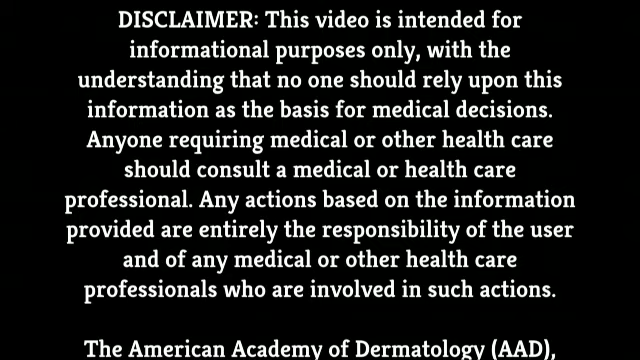 DISCLAIMER: This video is intended for
informational purposes only, with the
understanding that no one should rely upon this
information as the basis for medical decisions.
Anyone requiring medical or other health care
should consult a medical or health care
professional. Any actions based on the information
provided are entirely the responsibility of the user
and of any medical or other health care
professionals who are involved in such actions.
The American Academy of Dermatology (AAD),